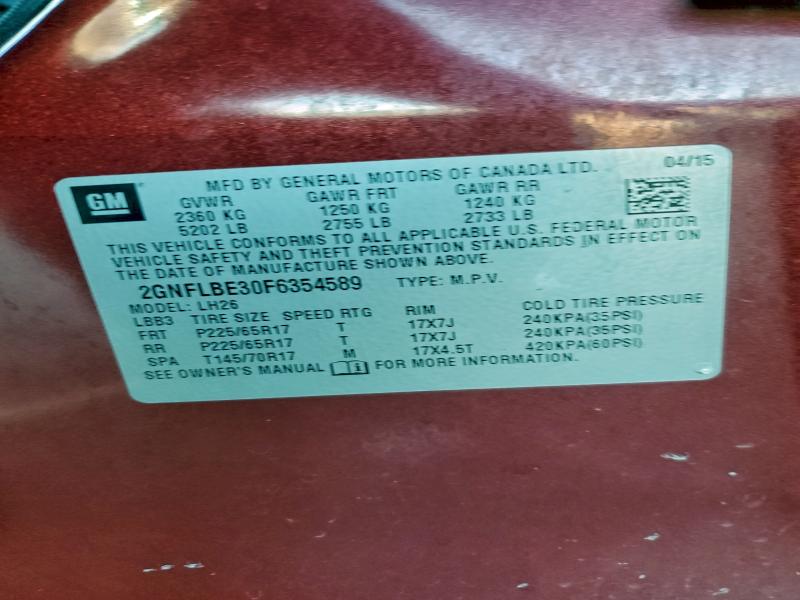 GM
MFD BY GENERAL MOTORS OF CANADA LTD. 04/15
GVWR GAWR FRT GAWR RR
2360 KG 1250 KG 1240 KG
5202 LB 2755 LB 2733 LB
THIS VEHICLE CONFORMS TO ALL APPLICABLE U.S. FEDERAL MOTOR
VEHICLE SAFETY AND THEFT PREVENTION STANDARDS IN EFFECT ON
THE DATE OF MANUFACTURE SHOWN ABOVE.
2GNFLBE30F6354589 TYPE: M.P.V.
MODEL: LH26
LBB3 TIRE SIZE SPEED RTG RIM COLD TIRE PRESSURE
FRT P225/65R17 T 17X7J 240KPA(35PSI)
RR P225/65R17 T 17X7J 240KPA(35PSI)
SPA T145/70R17 M 17X4.5T 420KPA(60PSI)
SEE OWNER'S MANUAL FOR MORE INFORMATION.